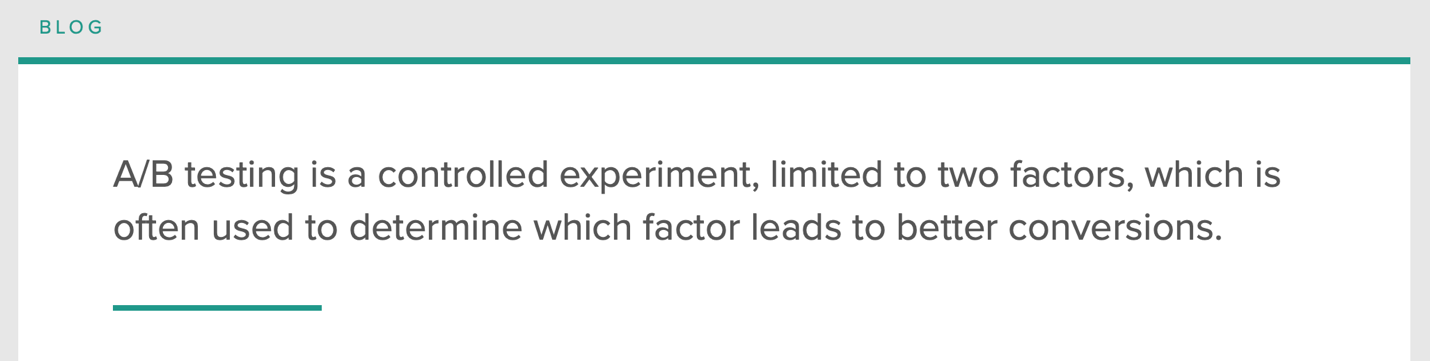 BLOG
A/B testing is a controlled experiment, limited to two factors, which is
often used to determine which factor leads to better conversions.